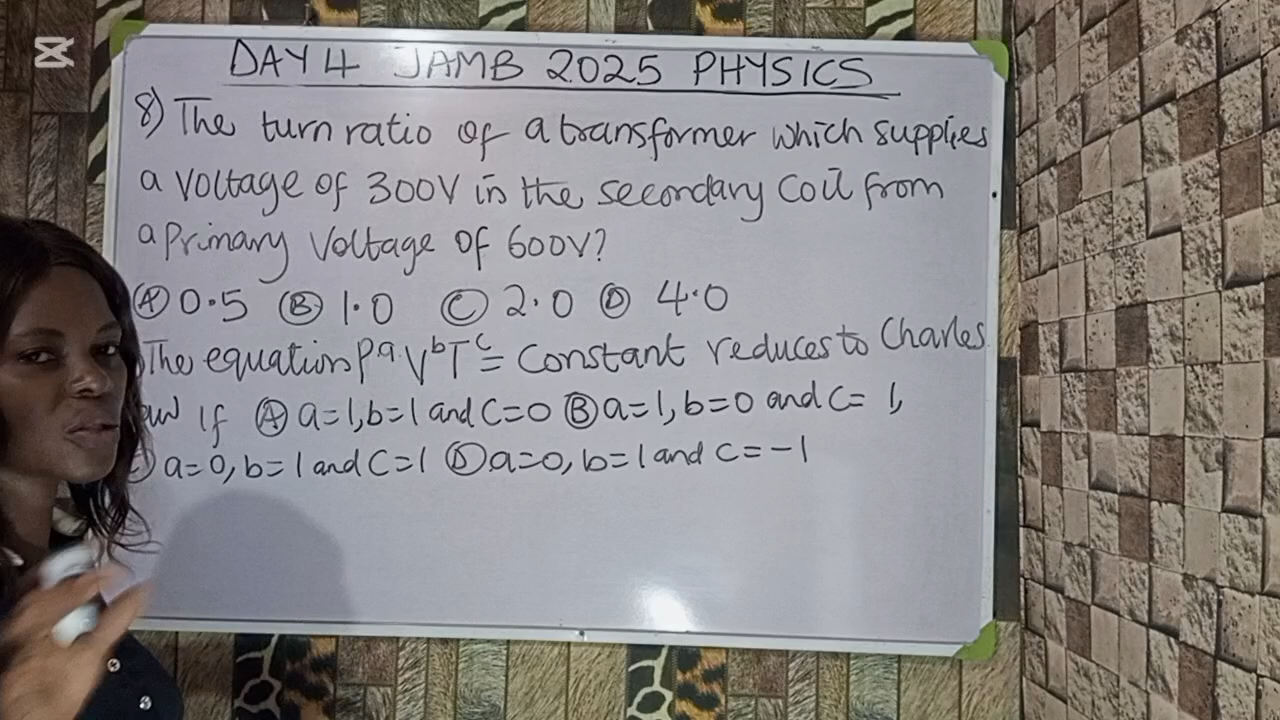 DAY 4 JAMB 2025 PHYSICS
8) The turn ratio of a transformer which supplies
a voltage of 300V in the secondary coil from
a primary voltage of 600V?
(A) 0.5 (B) 1.0 (C) 2.0 (D) 4.0
The equation PᵃVᵇTᶜ = constant reduces to Charles
if (A) a=1, b=1 and c=0 (B) a=1, b=0 and c= 1,
a=0, b=1 and c=1 (D) a=0, b=1 and c=-1